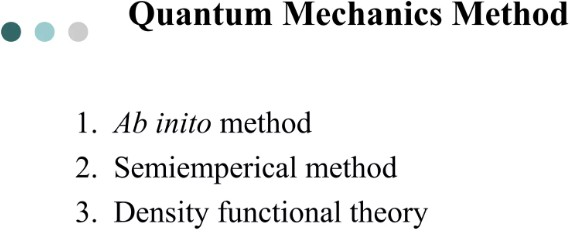 Quantum Mechanics Method
1. Ab inito method
2. Semiemperical method
3. Density functional theory